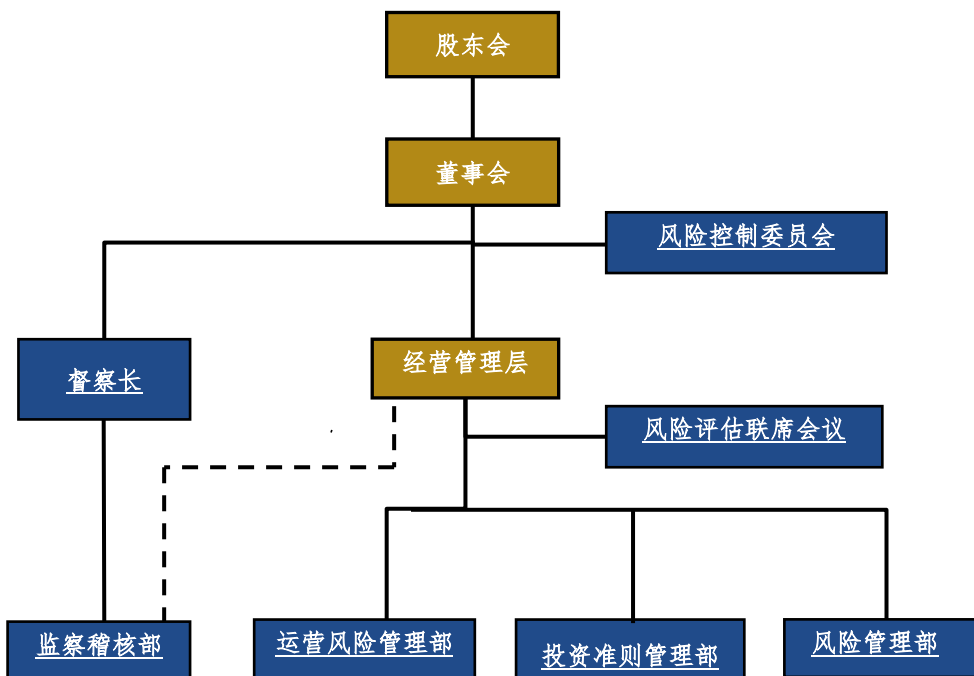 股东会
董事会
风险控制委员会
督察长
经营管理层
风险评估联席会议
监察稽核部
运营风险管理部
投资准则管理部
风险管理部